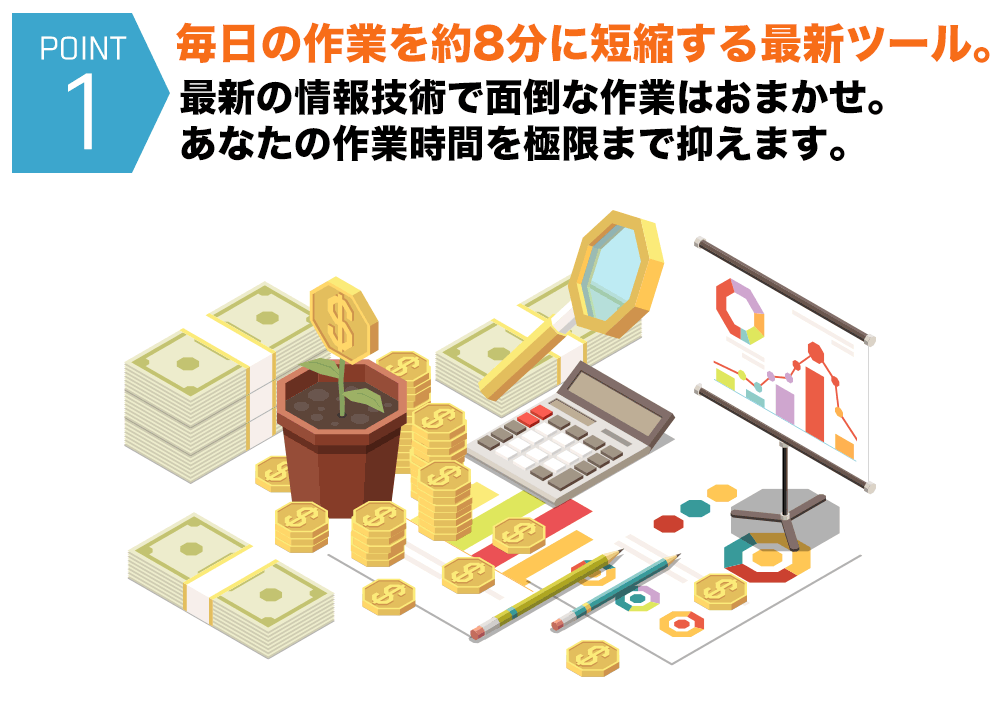 POINT
1
毎日の作業を約8分に短縮する最新ツール。
最新の情報技術で面倒な作業はおまかせ。
あなたの作業時間を極限まで抑えます。